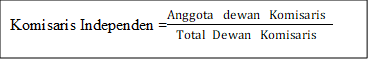 Anggota dewan Komisaris
Komisaris Independen =
Total Dewan Komisaris